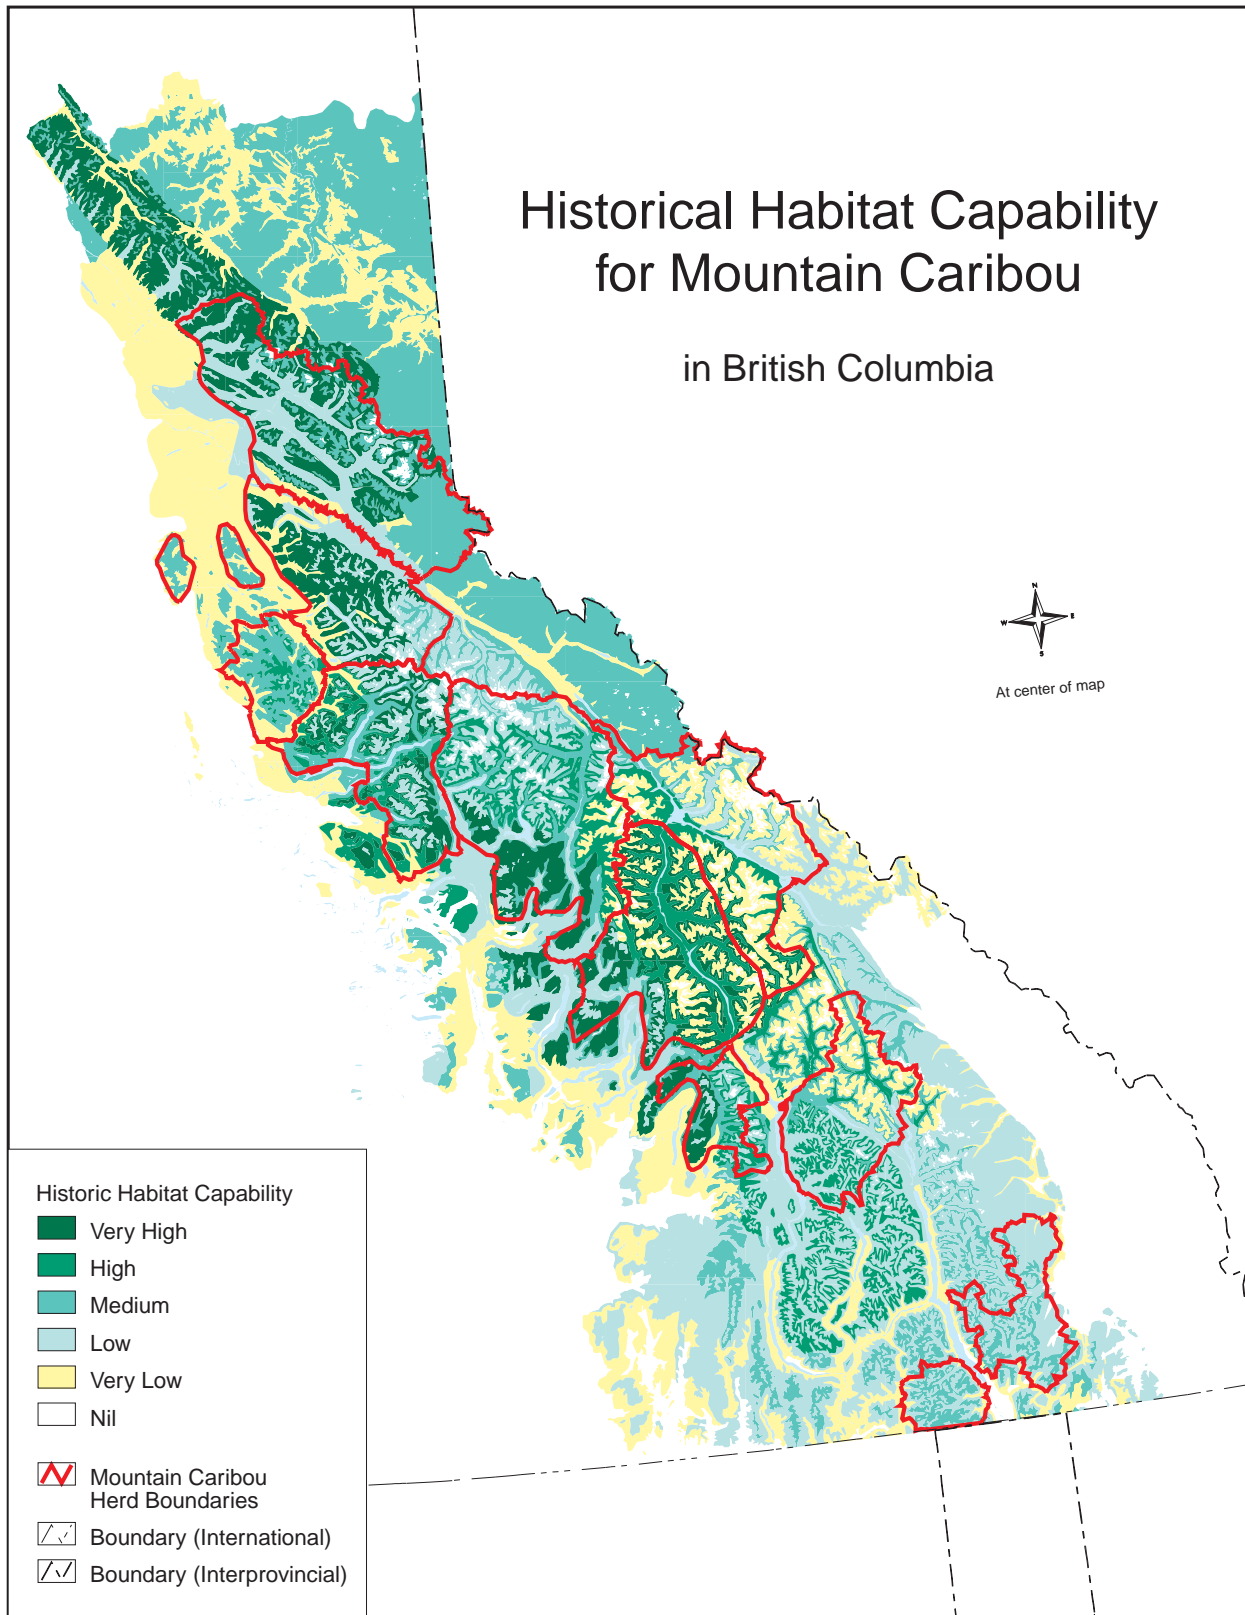 Historical Habitat Capability
for Mountain Caribou
in British Columbia
N
W
E
S
At center of map
Historic Habitat Capability
Very High
High
Medium
Low
Very Low
Nil
Mountain Caribou
Herd Boundaries
Boundary (International)
Boundary (Interprovincial)